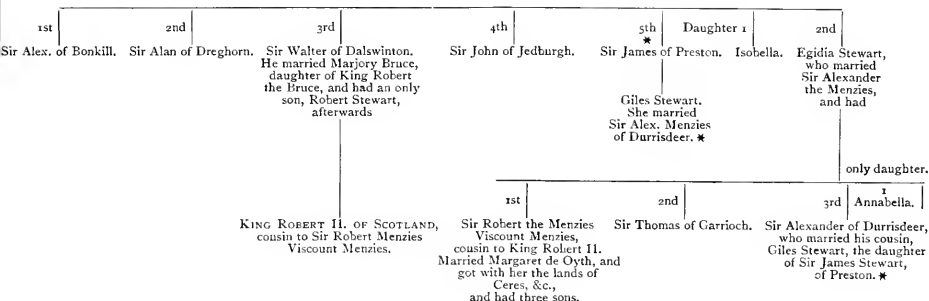 1st 2nd 3rd 4th 5th Daughter 1 2nd
Sir Alex. of Bonkill. Sir Alan of Dreghorn. Sir Walter of Dalswinton. Sir John of Jedburgh. * Sir James of Preston. Isobella. Egidia Stewart,
He married Marjory Bruce,
daughter of King Robert
the Bruce, and had an only
son, Robert Stewart,
afterwards
who married
Sir Alexander
the Menzies,
and had
Giles Stewart.
She married
Sir Alex. Menzies
of Durrisdeer. *
only daughter.
1st 2nd 3rd 1
Annabella.
KING ROBERT II. OF SCOTLAND,
cousin to Sir Robert Menzies
Viscount Menzies.
Sir Robert the Menzies
Viscount Menzies,
cousin to King Robert II.
Married Margaret de Oyth, and
got with her the lands of
Ceres, &c.,
and had three sons.
Sir Thomas of Garrioch.
Sir Alexander of Durrisdeer,
who married his cousin,
Giles Stewart, the daughter
of Sir James Stewart,
of Preston. *